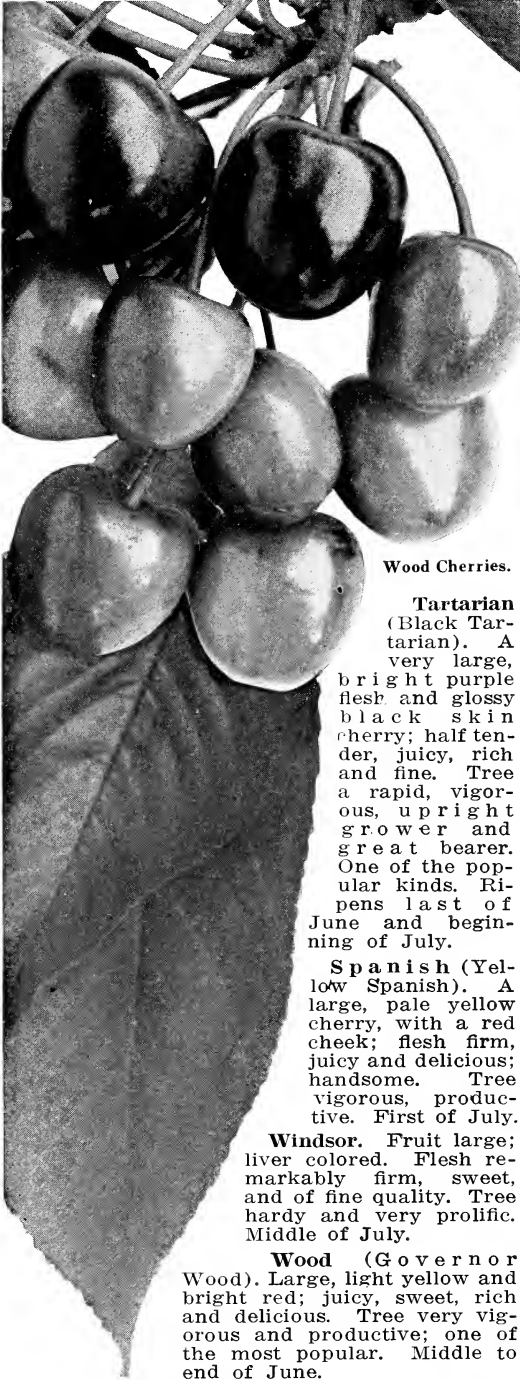 Wood Cherries.
Tartarian
(Black Tar-
tarian). A
very large,
bright purple
flesh and glossy
black skin
cherry; half ten-
der, juicy, rich
and fine. Tree
a rapid, vigor-
ous, upright
grower and
great bearer.
One of the pop-
ular kinds. Ri-
pens last of
June and begin-
ning of July.
Spanish (Yel-
low Spanish). A
large, pale yellow
cherry, with a red
cheek; flesh firm,
juicy and delicious;
handsome. Tree
vigorous, produc-
tive. First of July.
Windsor. Fruit large;
liver colored. Flesh re-
markably firm, sweet,
and of fine quality. Tree
hardy and very prolific.
Middle of July.
Wood (Governor
Wood). Large, light yellow and
bright red; juicy, sweet, rich
and delicious. Tree very vig-
orous and productive; one of
the most popular. Middle to
end of June.